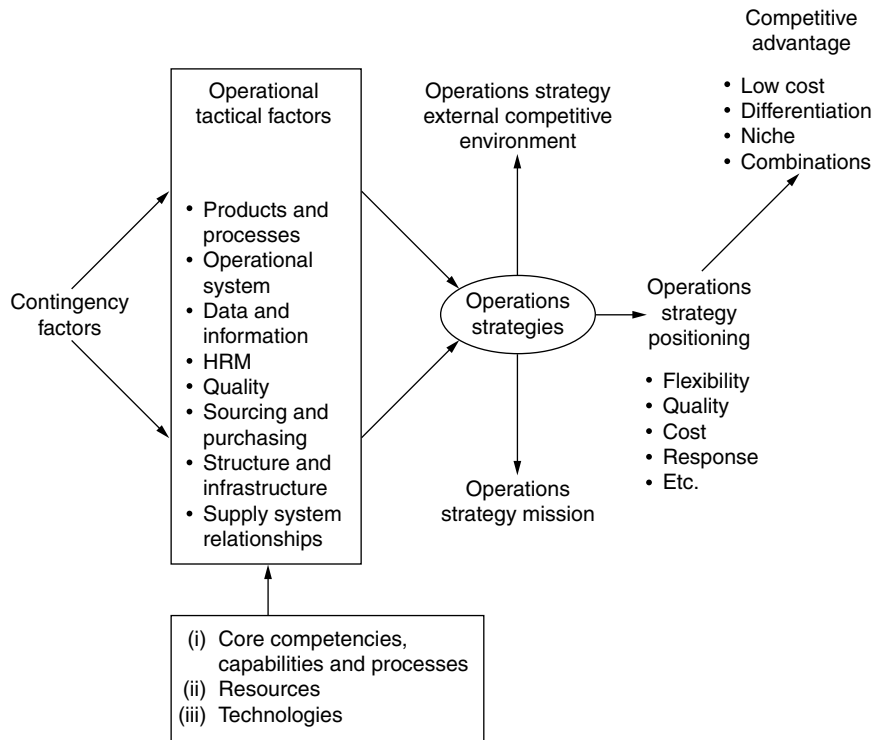 Contingency
factors
Operational
tactical factors
• Products and
processes
• Operational
system
• Data and
information
• HRM
• Quality
• Sourcing and
purchasing
• Structure and
infrastructure
• Supply system
relationships
(i) Core competencies,
capabilities and processes
(ii) Resources
(iii) Technologies
Operations strategy
external competitive
environment
Operations
strategies
Operations
strategy mission
Operations
strategy
positioning
• Flexibility
• Quality
• Cost
• Response
• Etc.
Competitive
advantage
• Low cost
• Differentiation
• Niche
• Combinations